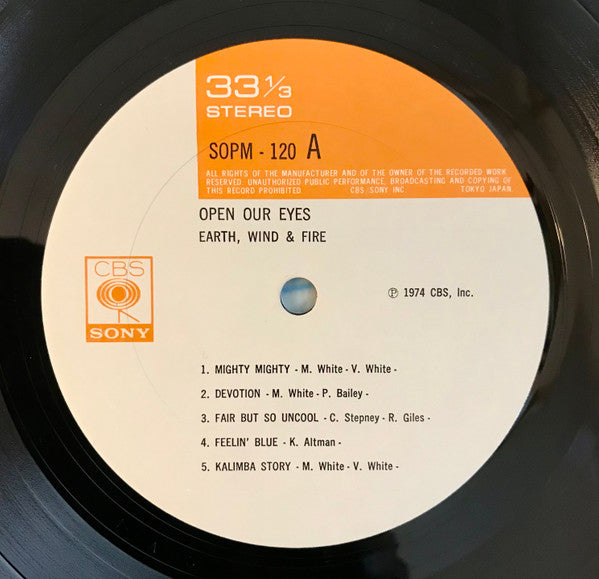 33 1/3
STEREO
SOPM - 120 A
ALL RIGHTS OF THE MANUFACTURER AND OF THE OWNER OF THE RECORDED WORK
RESERVED. UNAUTHORIZED PUBLIC PERFORMANCE, BROADCASTING AND COPYING OF
THIS RECORD PROHIBITED. CBS/SONY INC. TOKYO JAPAN
OPEN OUR EYES
EARTH, WIND & FIRE
CBS
SONY
℗ 1974 CBS, Inc.
1. MIGHTY MIGHTY - M. White - V. White -
2. DEVOTION - M. White - P. Bailey -
3. FAIR BUT SO UNCOOL - C. Stepney - R. Giles -
4. FEELIN' BLUE - K. Altman -
5. KALIMBA STORY - M. White - V. White -